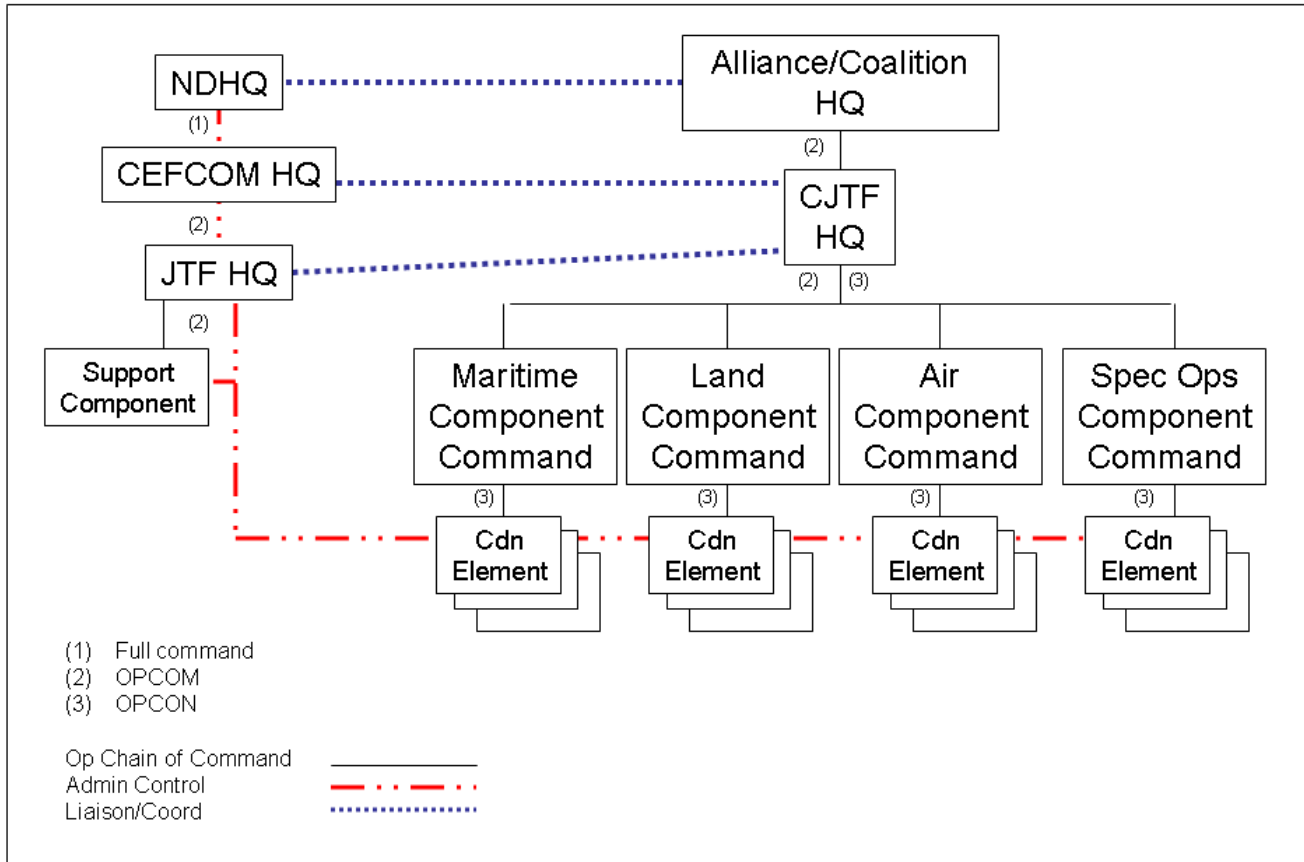 NDHQ
Alliance/Coalition
HQ
(1)
(2)
CEFCOM HQ
CJTF
HQ
(2)
JTF HQ
(2)
(3)
(2)
Support
Component
Maritime
Component
Command
Land
Component
Command
Air
Component
Command
Spec Ops
Component
Command
(3)
(3)
(3)
(3)
Cdn
Element
Cdn
Element
Cdn
Element
Cdn
Element
(1) Full command
(2) OPCOM
(3) OPCON
Op Chain of Command
Admin Control
Liaison/Coord